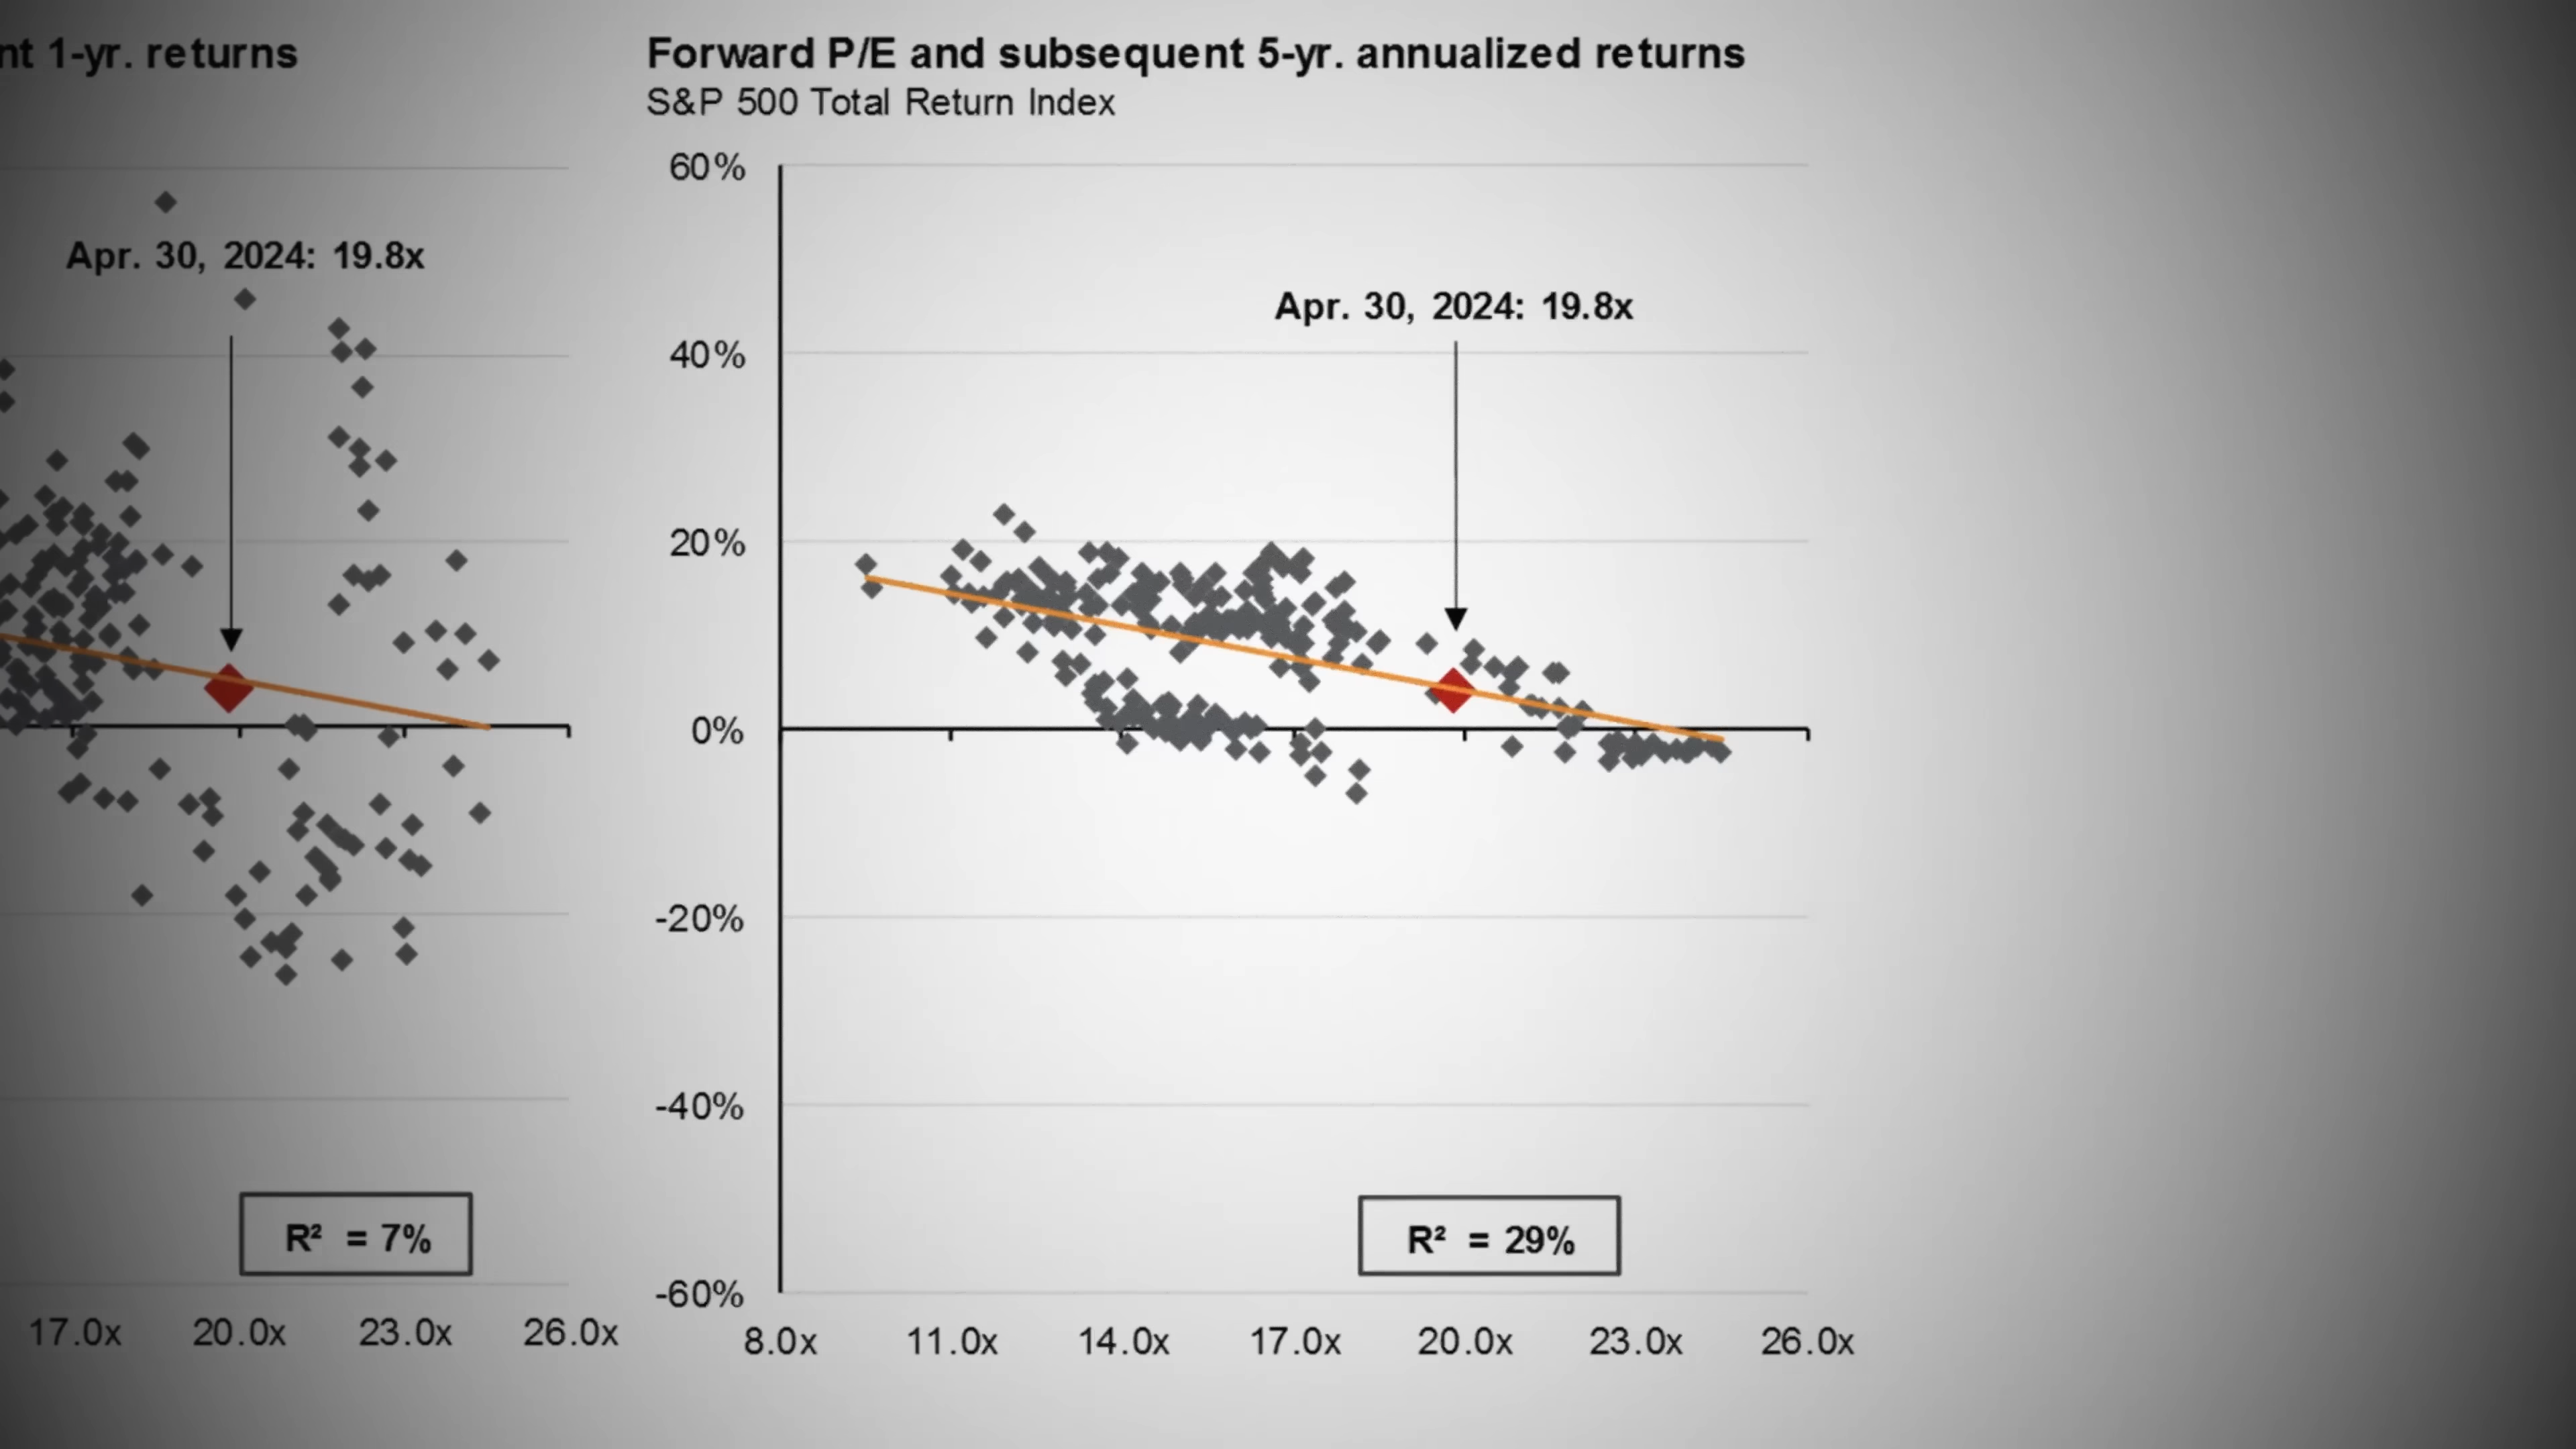 nt 1-yr. returns
Apr. 30, 2024: 19.8x
R² = 7%
17.0x 20.0x 23.0x 26.0x
Forward P/E and subsequent 5-yr. annualized returns
S&P 500 Total Return Index
60%
40%
20%
0%
-20%
-40%
-60%
Apr. 30, 2024: 19.8x
R² = 29%
8.0x 11.0x 14.0x 17.0x 20.0x 23.0x 26.0x